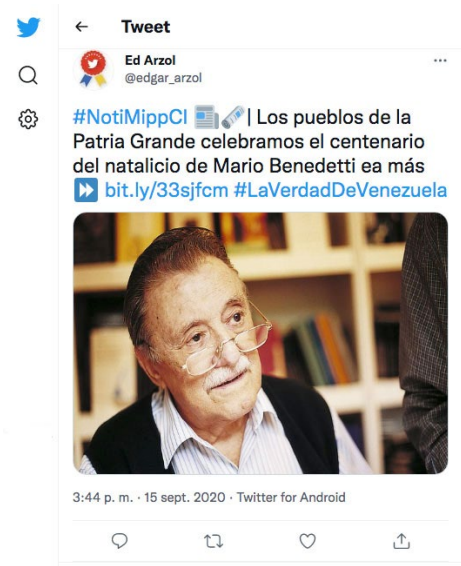 Tweet
Ed Arzol
@edgar_arzol
#NotiMippCI | Los pueblos de la
Patria Grande celebramos el centenario
del natalicio de Mario Benedetti ea más
bit.ly/33sjfcm #LaVerdadDeVenezuela
3:44 p. m. · 15 sept. 2020 · Twitter for Android